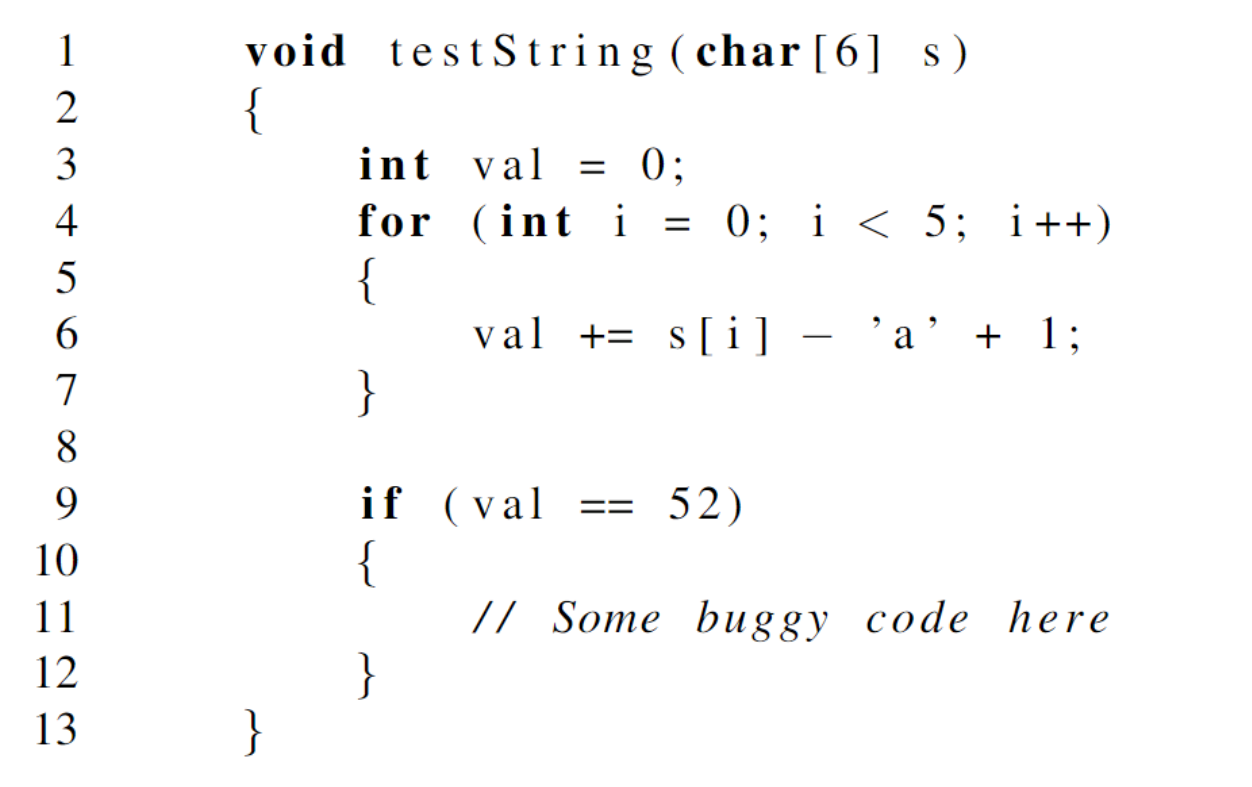 1 void testString(char[6] s)
2 {
3 int val = 0;
4 for (int i = 0; i < 5; i++)
5 {
6 val += s[i] − ’a’ + 1;
7 }
8
9 if (val == 52)
10 {
11 // Some buggy code here
12 }
13 }